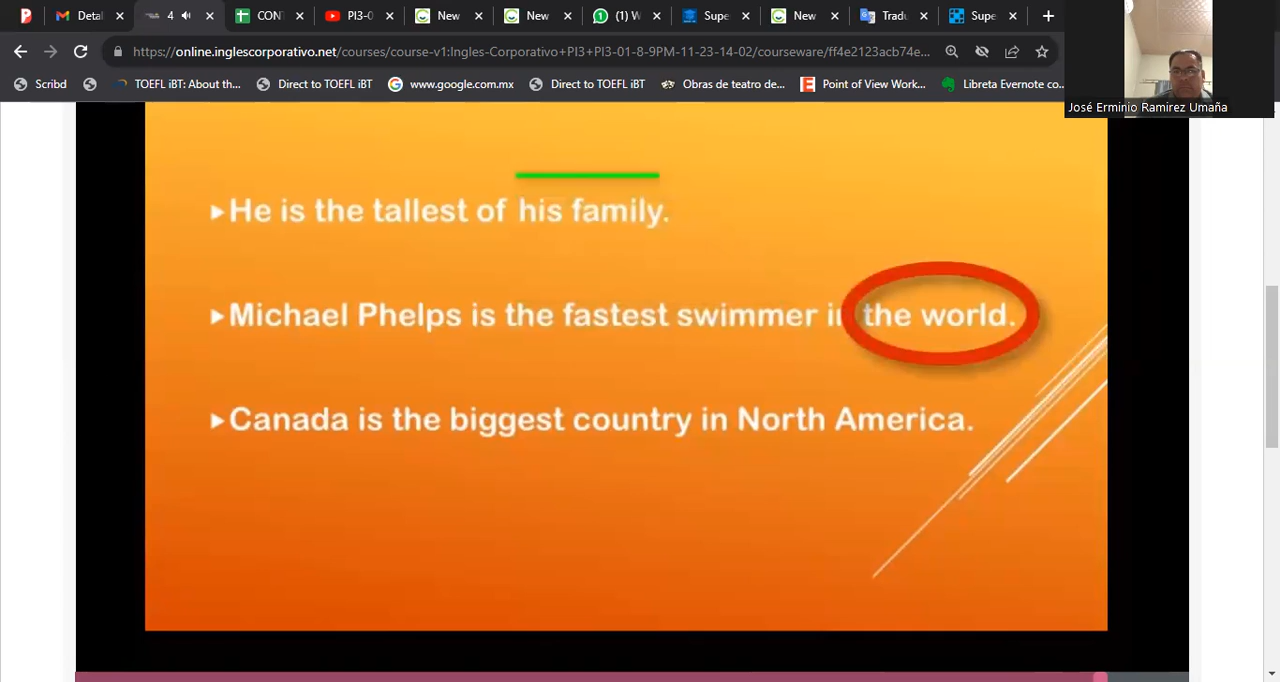 Detai
4
CONT
PI3-0
New
New
(1) W
Supe
New
Tradu
Supe
https://online.inglescorporativo.net/courses/course-v1:Ingles-Corporativo+PI3+PI3-01-8-9PM-11-23-14-02/courseware/ff4e2123acb74e...
Scribd
TOEFL iBT: About th...
Direct to TOEFL iBT
www.google.com.mx
Direct to TOEFL iBT
Obras de teatro de...
Point of View Work...
Libreta Evernote co...
José Erminio Ramirez Umaña
He is the tallest of his family.
Michael Phelps is the fastest swimmer in the world.
Canada is the biggest country in North America.